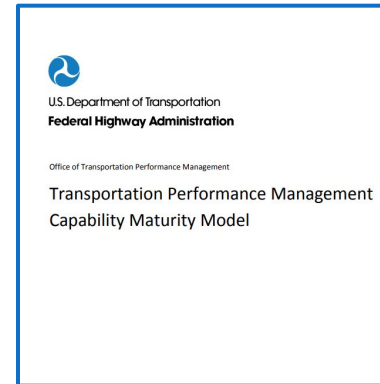 U.S. Department of Transportation
Federal Highway Administration
Office of Transportation Performance Management
Transportation Performance Management
Capability Maturity Model